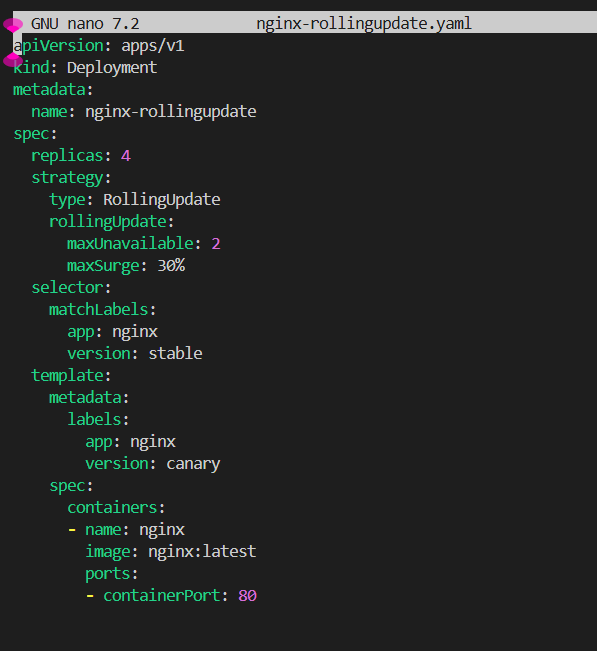 GNU nano 7.2 nginx-rollingupdate.yaml
apiVersion: apps/v1
kind: Deployment
metadata:
  name: nginx-rollingupdate
spec:
  replicas: 4
  strategy:
    type: RollingUpdate
    rollingUpdate:
      maxUnavailable: 2
      maxSurge: 30%
  selector:
    matchLabels:
      app: nginx
      version: stable
  template:
    metadata:
      labels:
        app: nginx
        version: canary
    spec:
      containers:
      - name: nginx
        image: nginx:latest
        ports:
        - containerPort: 80